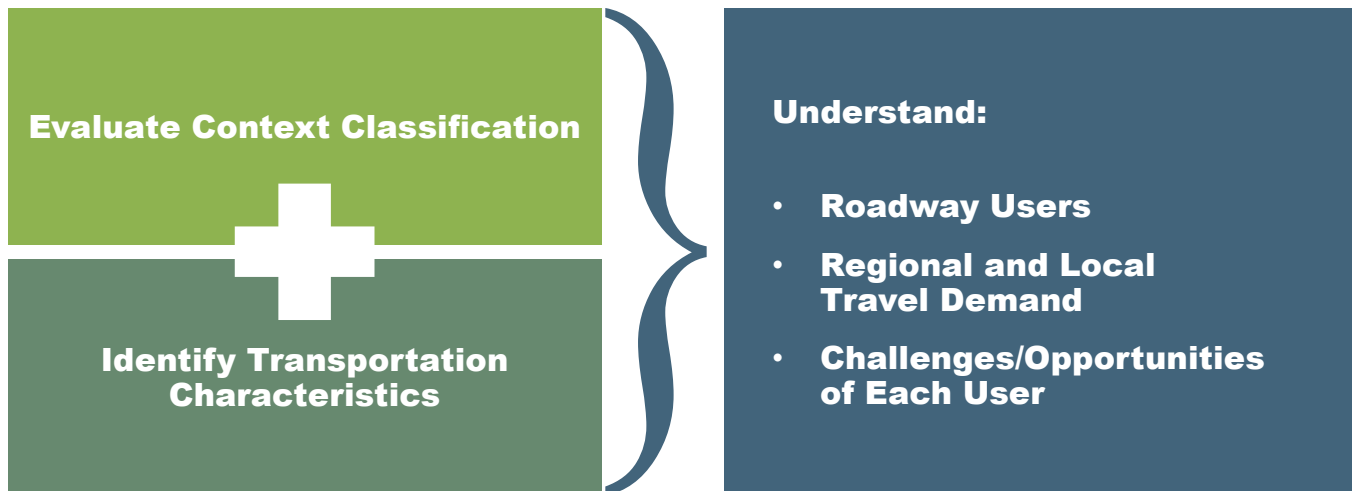 Evaluate Context Classification
Identify Transportation
Characteristics
Understand:
• Roadway Users
• Regional and Local
Travel Demand
• Challenges/Opportunities
of Each User